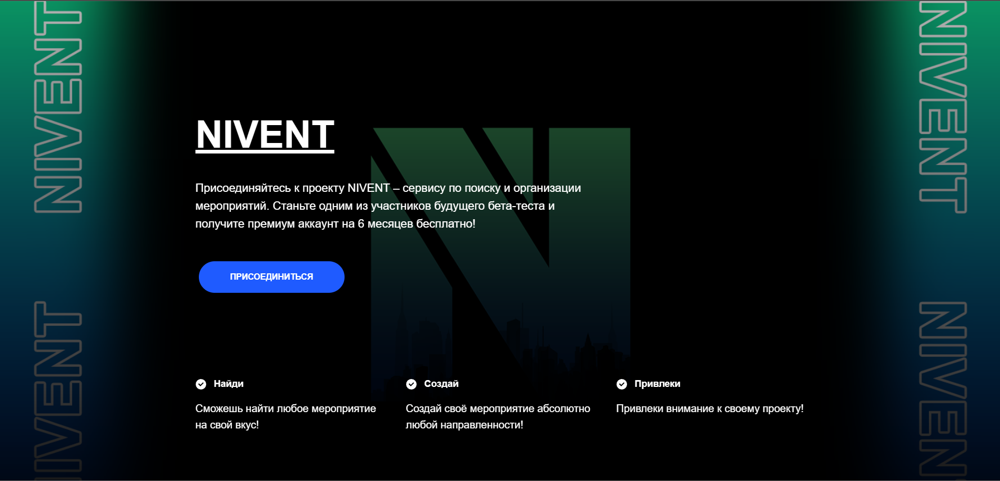 NIVENT
NIVENT
NIVENT
Присоединяйтесь к проекту NIVENT – сервису по поиску и организации
мероприятий. Станьте одним из участников будущего бета-теста и
получите премиум аккаунт на 6 месяцев бесплатно!
ПРИСОЕДИНИТЬСЯ
NIVENT
NIVEN
Найди
Сможешь найти любое мероприятие
на свой вкус!
Создай
Создай своё мероприятие абсолютно
любой направленности!
Привлеки
Привлеки внимание к своему проекту!